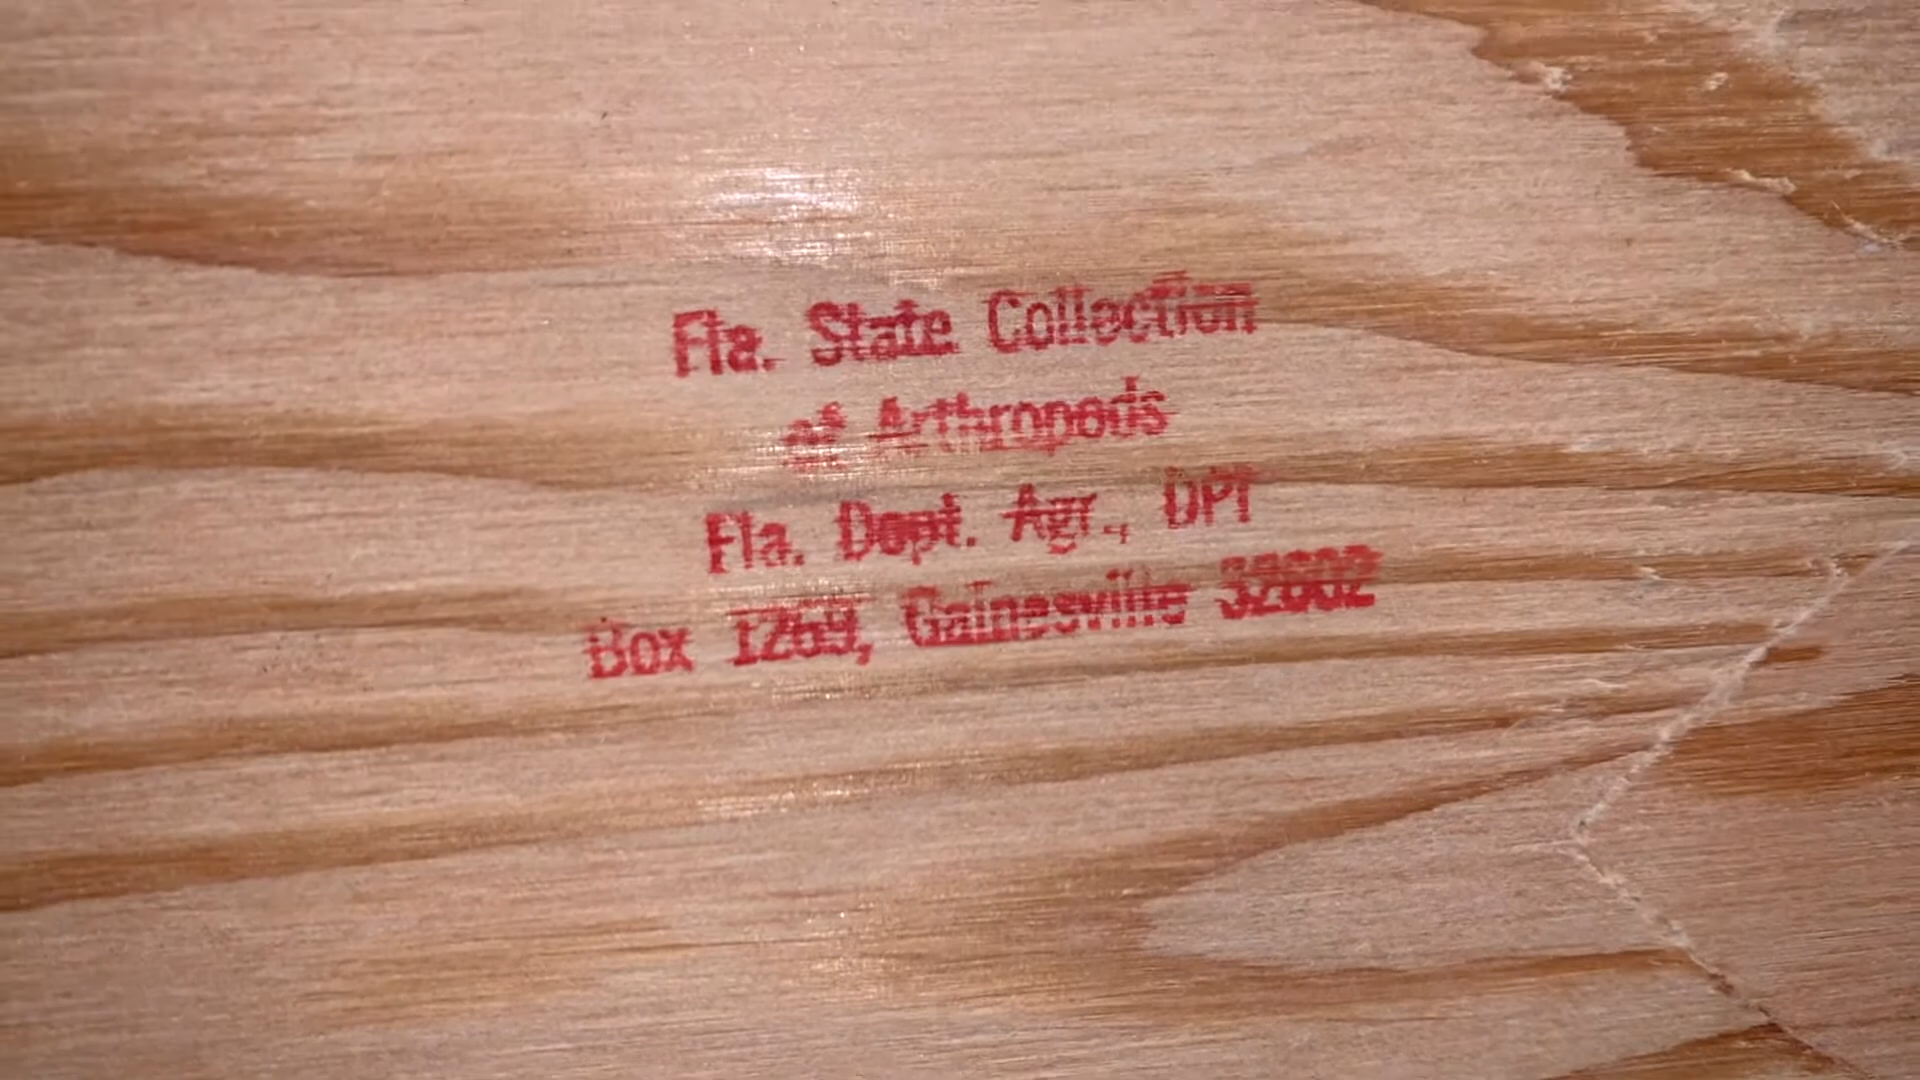 Fla. State Collection
of Arthropods
Fla. Dept. Agr., DPI
Box 1269, Gainesville 32602